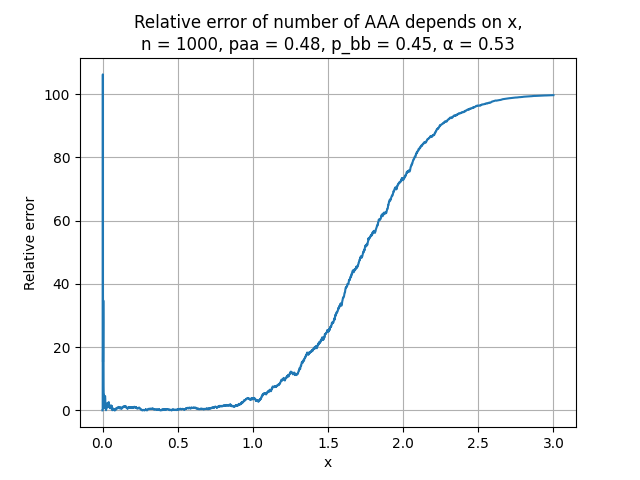 Relative error of number of AAA depends on x,
n = 1000, paa = 0.48, p_bb = 0.45, α = 0.53
100
80
60
40
20
0
Relative error
0.0 0.5 1.0 1.5 2.0 2.5 3.0
x